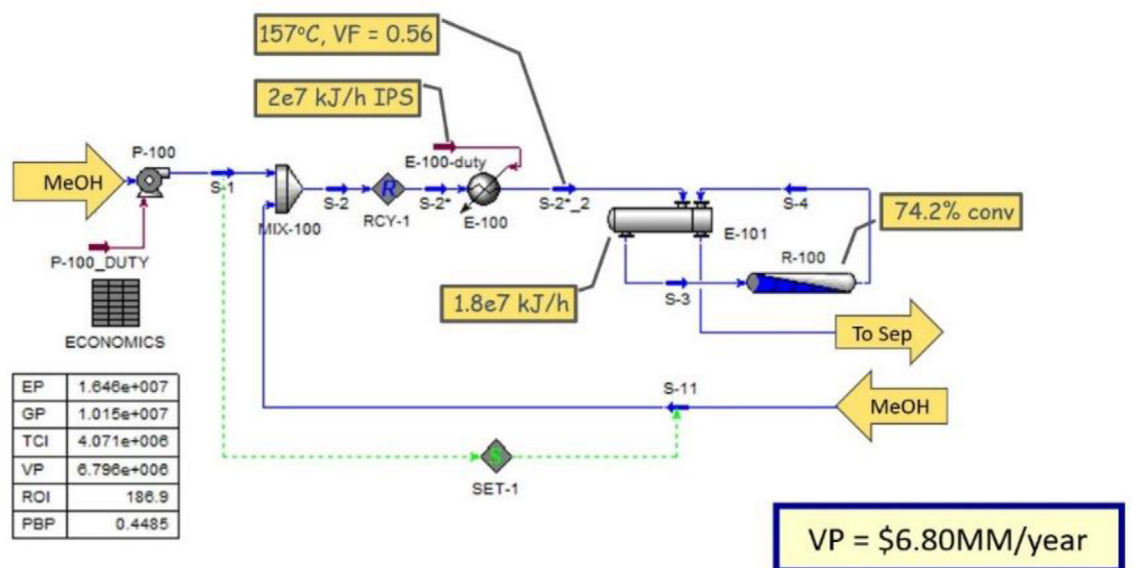 157°C, VF = 0.56
2e7 kJ/h IPS
P-100
E-100-duty
MeOH
S-1
S-2
R
S-2*
S-2*_2
S-4
74.2% conv
MIX-100
RCY-1
E-100
E-101
R-100
P-100_DUTY
1.8e7 kJ/h
S-3
ECONOMICS
To Sep
EP 1.646e+007
GP 1.015e+007
TCI 4.071e+006
VP 6.796e+006
ROI 186.9
PBP 0.4485
S-11
MeOH
S
SET-1
VP = $6.80MM/year